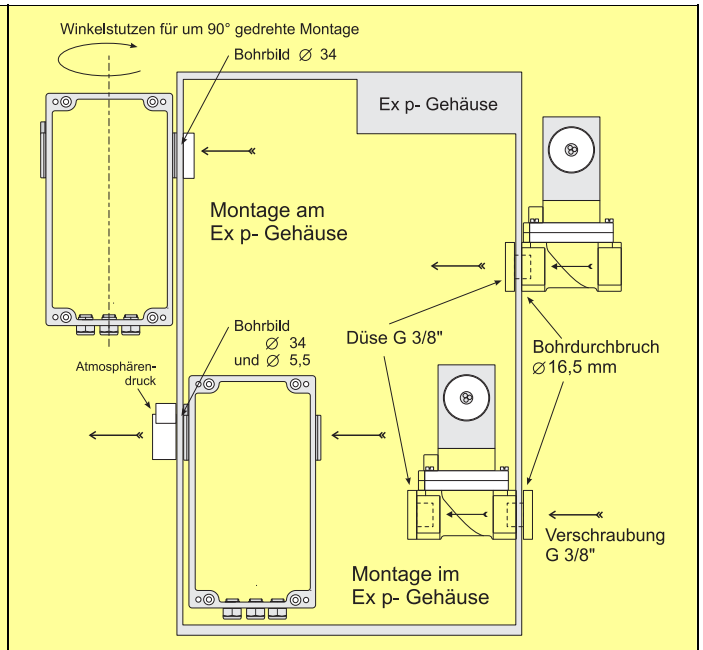 Winkelstutzen für um 90° gedrehte Montage
Bohrbild ∅ 34
Ex p- Gehäuse
Montage am
Ex p- Gehäuse
Bohrbild
∅ 34
und ∅ 5,5
Düse G 3/8"
Bohrdurchbruch
∅ 16,5 mm
Atmosphären-
druck
Verschraubung
G 3/8"
Montage im
Ex p- Gehäuse